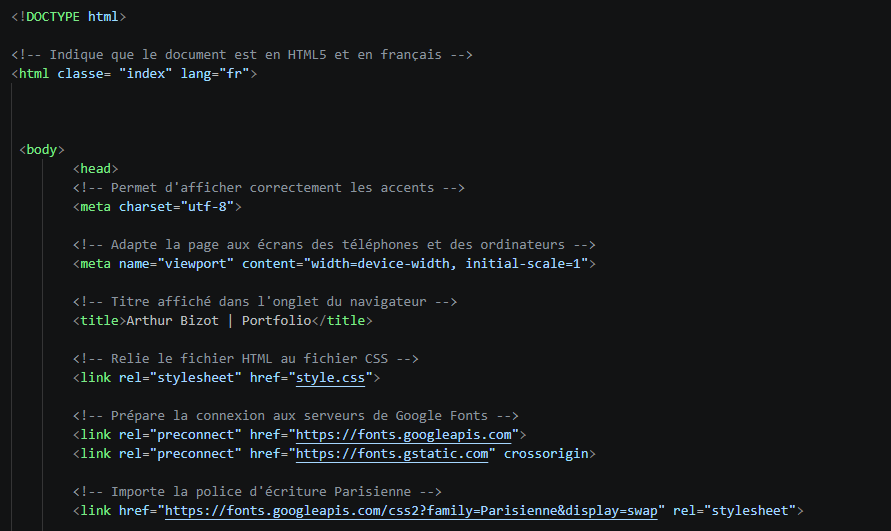 <!DOCTYPE html>
<!-- Indique que le document est en HTML5 et en français -->
<html classe= "index" lang="fr">
<body>
<head>
<!-- Permet d'afficher correctement les accents -->
<meta charset="utf-8">
<!-- Adapte la page aux écrans des téléphones et des ordinateurs -->
<meta name="viewport" content="width=device-width, initial-scale=1">
<!-- Titre affiché dans l'onglet du navigateur -->
<title>Arthur Bizot | Portfolio</title>
<!-- Relie le fichier HTML au fichier CSS -->
<link rel="stylesheet" href="style.css">
<!-- Prépare la connexion aux serveurs de Google Fonts -->
<link rel="preconnect" href="https://fonts.googleapis.com">
<link rel="preconnect" href="https://fonts.gstatic.com" crossorigin>
<!-- Importe la police d'écriture Parisienne -->
<link href="https://fonts.googleapis.com/css2?family=Parisienne&display=swap" rel="stylesheet">